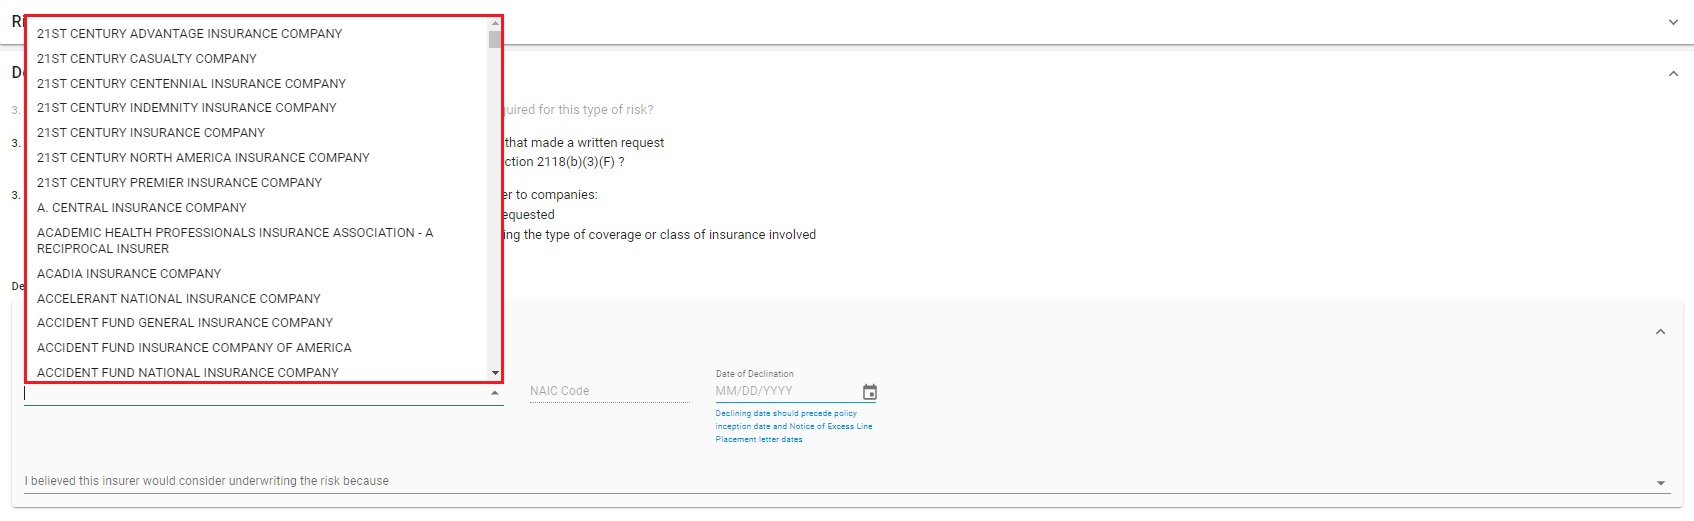 Ri
21ST CENTURY ADVANTAGE INSURANCE COMPANY
21ST CENTURY CASUALTY COMPANY
21ST CENTURY CENTENNIAL INSURANCE COMPANY
21ST CENTURY INDEMNITY INSURANCE COMPANY
21ST CENTURY INSURANCE COMPANY
21ST CENTURY NORTH AMERICA INSURANCE COMPANY
21ST CENTURY PREMIER INSURANCE COMPANY
A. CENTRAL INSURANCE COMPANY
ACADEMIC HEALTH PROFESSIONALS INSURANCE ASSOCIATION - A
RECIPROCAL INSURER
ACADIA INSURANCE COMPANY
ACCELERANT NATIONAL INSURANCE COMPANY
ACCIDENT FUND GENERAL INSURANCE COMPANY
ACCIDENT FUND INSURANCE COMPANY OF AMERICA
ACCIDENT FUND NATIONAL INSURANCE COMPANY
De
3. uired for this type of risk?
3. that made a written request
ction 2118(b)(3)(F) ?
3. er to companies:
equested
ing the type of coverage or class of insurance involved
De
NAIC Code
Date of Declination
MM/DD/YYYY
Declining date should precede policy
inception date and Notice of Excess Line
Placement letter dates
I believed this insurer would consider underwriting the risk because